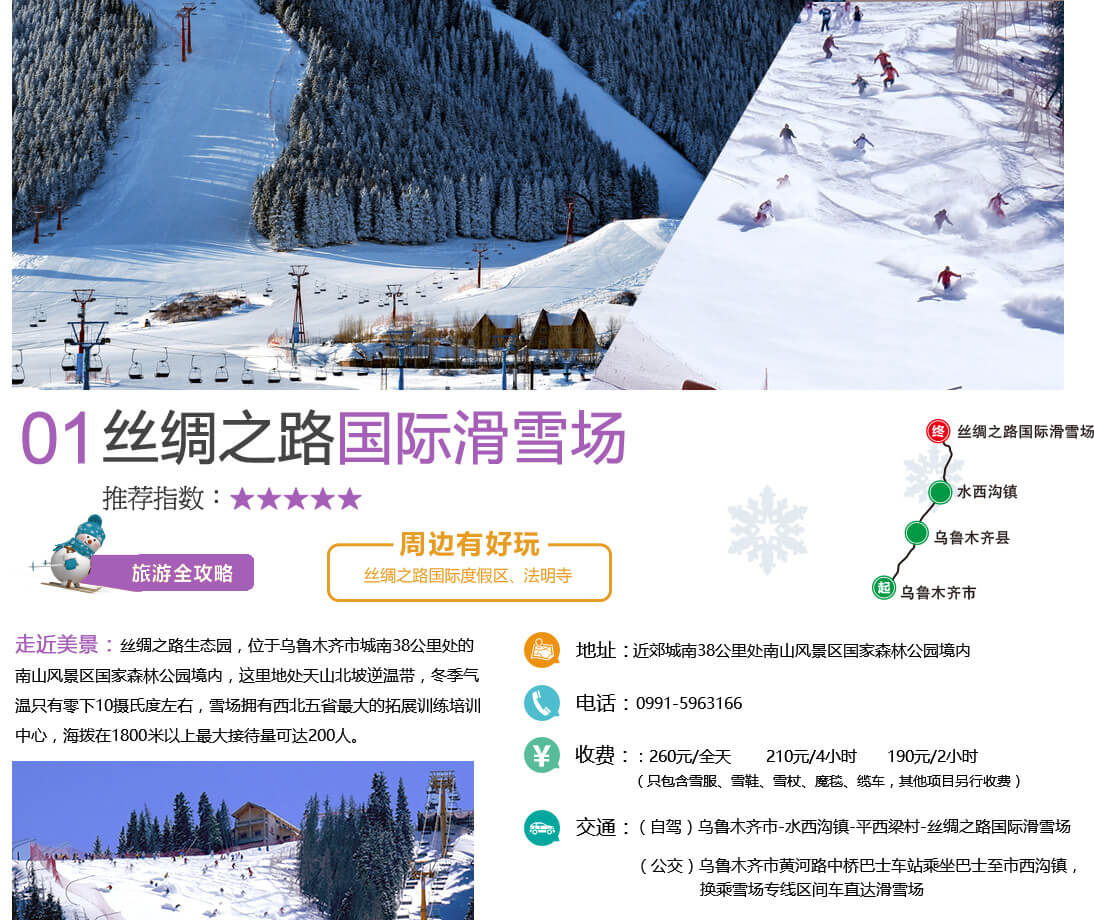 01丝绸之路国际滑雪场
推荐指数：★★★★★
旅游全攻略
周边有好玩
丝绸之路国际度假区、法明寺
终 丝绸之路国际滑雪场
水西沟镇
乌鲁木齐县
起 乌鲁木齐市
走近美景：丝绸之路生态园，位于乌鲁木齐市城南38公里处的
南山风景区国家森林公园境内，这里地处天山北坡逆温带，冬季气
温只有零下10摄氏度左右，雪场拥有西北五省最大的拓展训练培训
中心，海拨在1800米以上最大接待量可达200人。
地址：近郊城南38公里处南山风景区国家森林公园境内
电话：0991-5963166
¥ 收费：：260元/全天 210元/4小时 190元/2小时
（只包含雪服、雪鞋、雪杖、魔毯、缆车，其他项目另行收费）
交通：（自驾）乌鲁木齐市-水西沟镇-平西梁村-丝绸之路国际滑雪场
（公交）乌鲁木齐市黄河路中桥巴士车站乘坐巴士至市西沟镇，
换乘雪场专线区间车直达滑雪场